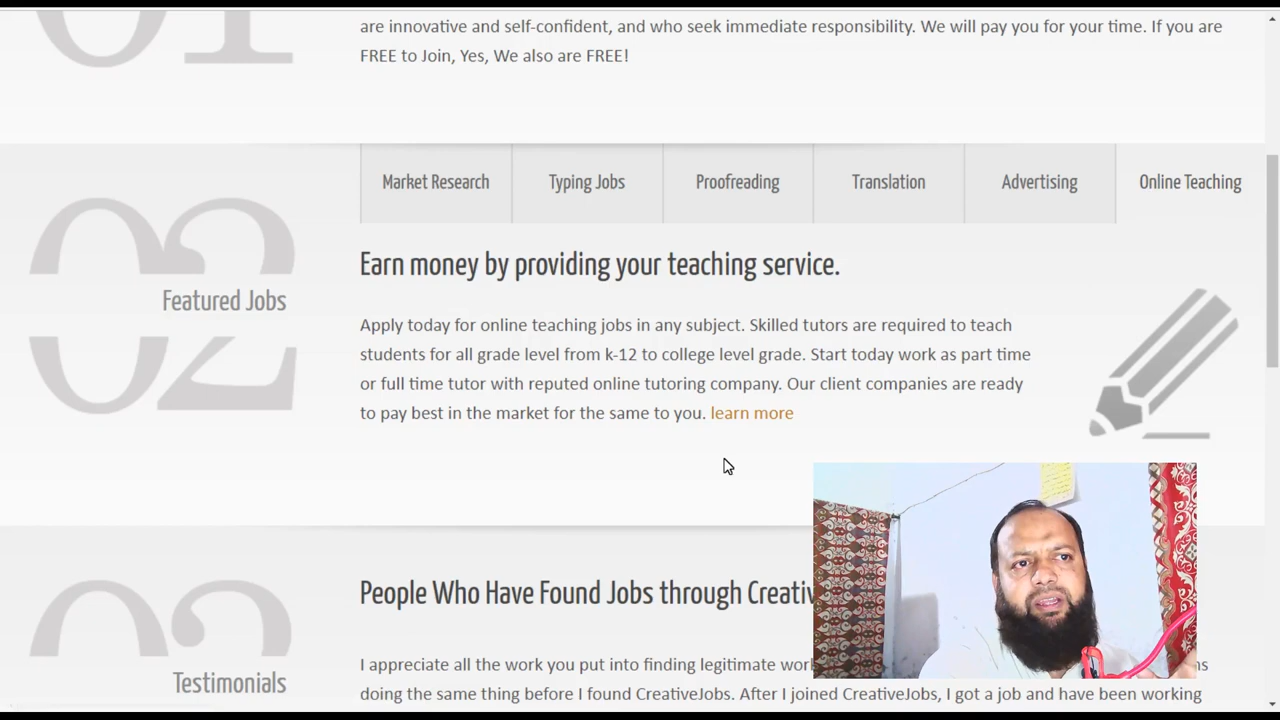 are innovative and self-confident, and who seek immediate responsibility. We will pay you for your time. If you are
FREE to Join, Yes, We also are FREE!
01
Market Research
Typing Jobs
Proofreading
Translation
Advertising
Online Teaching
02
Featured Jobs
Earn money by providing your teaching service.
Apply today for online teaching jobs in any subject. Skilled tutors are required to teach
students for all grade level from k-12 to college level grade. Start today work as part time
or full time tutor with reputed online tutoring company. Our client companies are ready
to pay best in the market for the same to you. learn more
Testimonials
People Who Have Found Jobs through
I appreciate all the work you put into finding legitimate
doing the same thing before I found CreativeJobs. After I joined CreativeJobs, I got a job and have been working